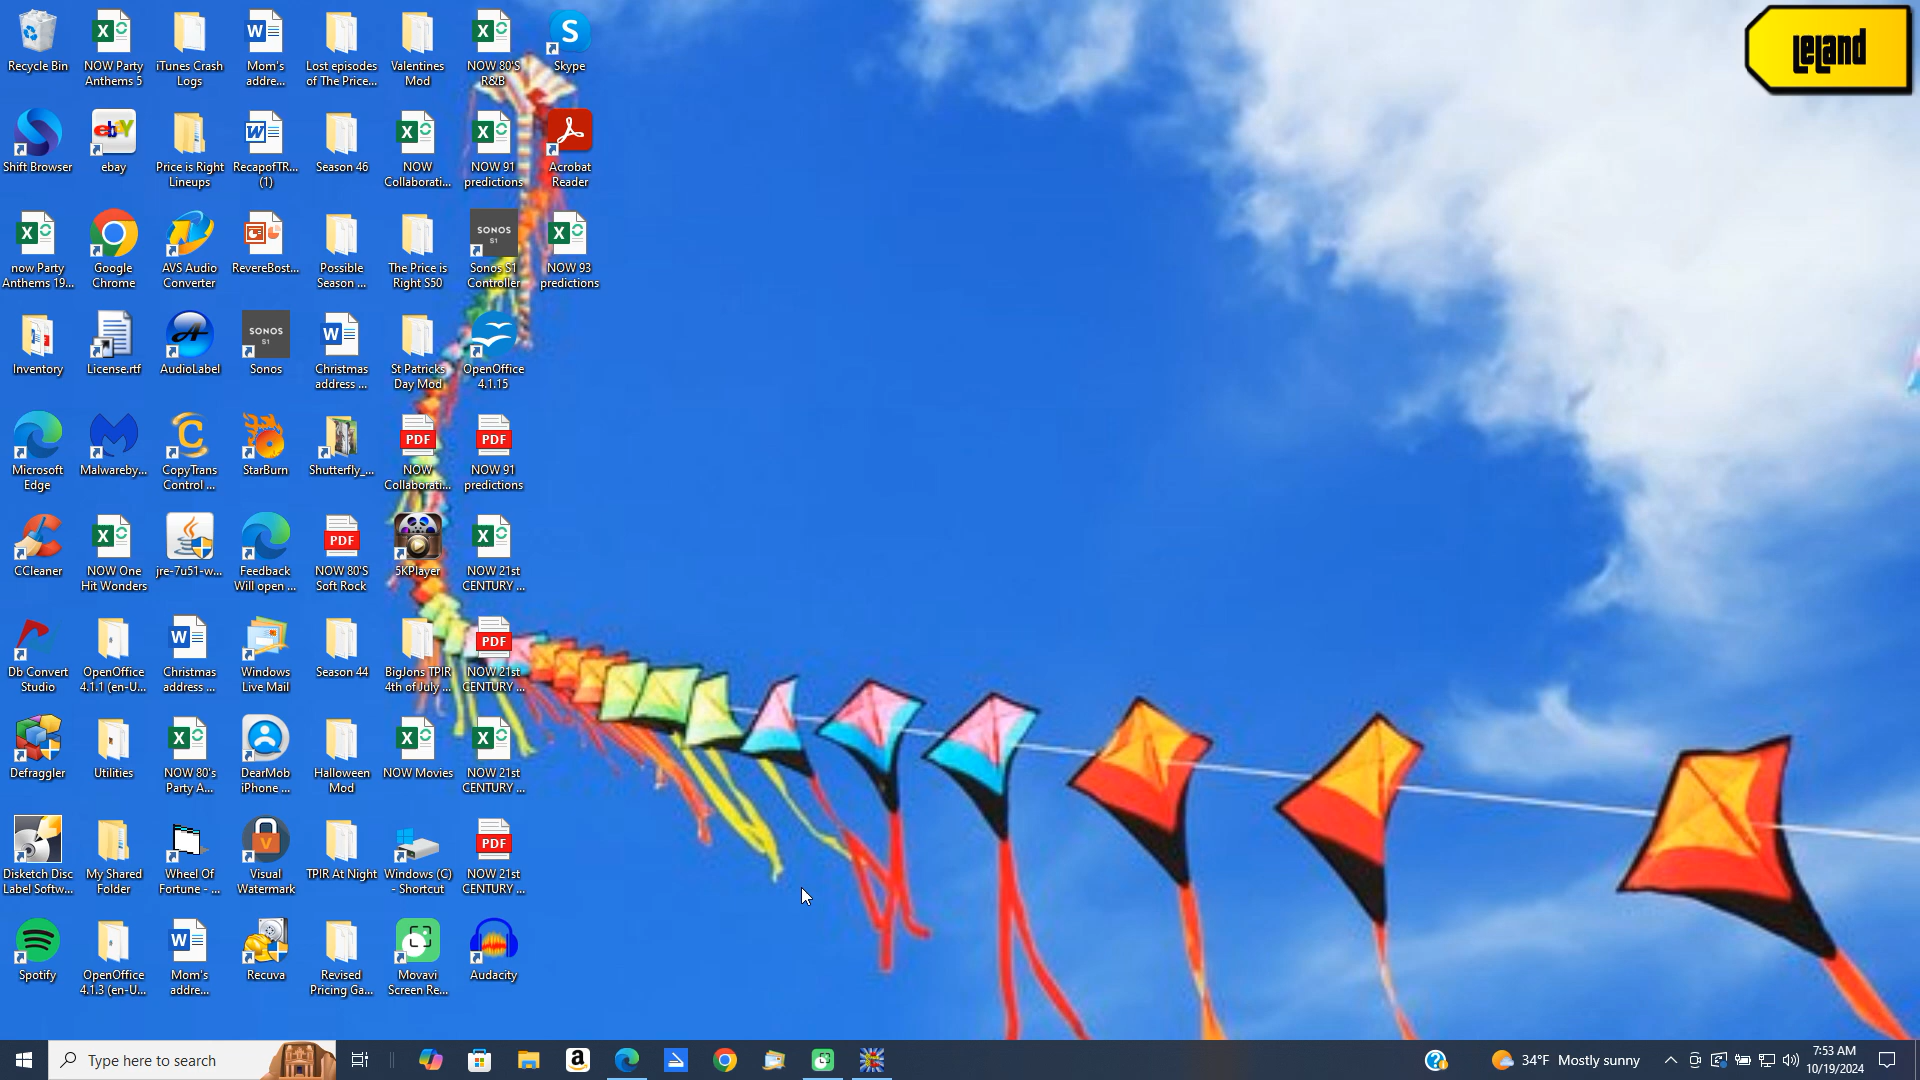 Recycle Bin
NOW Party
Anthems 5
iTunes Crash
Logs
Mom's
addre...
Lost episodes
of The Price...
Valentines
Mod
NOW 80'S
R&B
Skype
Leland
Shift Browser
ebay
Price is Right
Lineups
RecapofTR...
(1)
Season 46
NOW
Collaborati...
NOW 91
predictions
Acrobat
Reader
now Party
Anthems 19...
Google
Chrome
AVS Audio
Converter
RevereBost...
Possible
Season ...
The Price is
Right S50
SONOS
S1
Sonos S1
Controller
NOW 93
predictions
Inventory
License.rtf
AudioLabel
SONOS
S1
Sonos
Christmas
address ...
St Patricks
Day Mod
OpenOffice
4.1.15
Microsoft
Edge
Malwareby...
CopyTrans
Control ...
StarBurn
Shutterfly_...
PDF
NOW
Collaborati...
PDF
NOW 91
predictions
CCleaner
NOW One
Hit Wonders
jre-7u51-w...
Feedback
Will open ...
PDF
NOW 80'S
Soft Rock
5KPlayer
NOW 21st
CENTURY ...
Db Convert
Studio
OpenOffice
4.1.1 (en-U...
Christmas
address ...
Windows
Live Mail
Season 44
BigJons TPIR
4th of July ...
PDF
NOW 21st
CENTURY ...
Defraggler
Utilities
NOW 80's
Party A...
DearMob
iPhone ...
Halloween
Mod
NOW Movies
NOW 21st
CENTURY ...
Disketch Disc
Label Softw...
My Shared
Folder
Wheel Of
Fortune - ...
Visual
Watermark
TPIR At Night
Windows (C)
- Shortcut
PDF
NOW 21st
CENTURY ...
Spotify
OpenOffice
4.1.3 (en-U...
Mom's
addre...
Recuva
Revised
Pricing Ga...
Movavi
Screen Re...
Audacity
Type here to search
34°F Mostly sunny
7:53 AM
10/19/2024